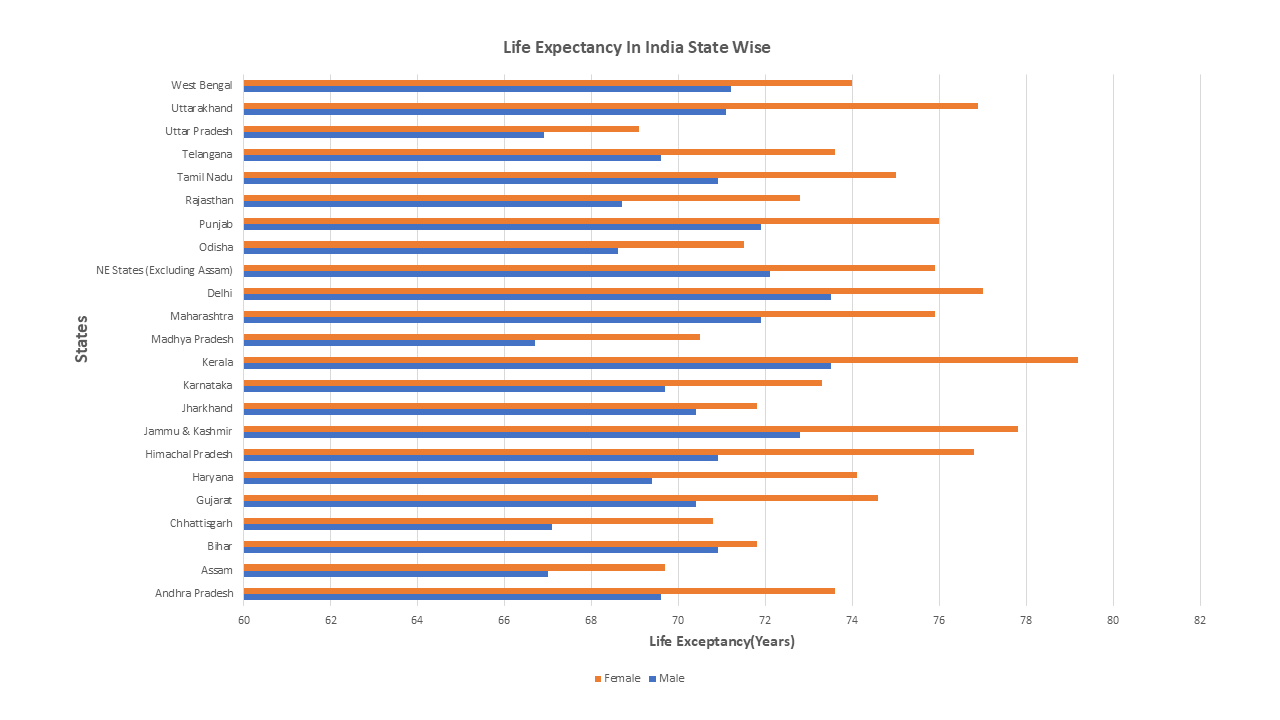 Life Expectancy In India State Wise
States
West Bengal
Uttarakhand
Uttar Pradesh
Telangana
Tamil Nadu
Rajasthan
Punjab
Odisha
NE States (Excluding Assam)
Delhi
Maharashtra
Madhya Pradesh
Kerala
Karnataka
Jharkhand
Jammu & Kashmir
Himachal Pradesh
Haryana
Gujarat
Chhattisgarh
Bihar
Assam
Andhra Pradesh
60 62 64 66 68 70 72 74 76 78 80 82
Life Exceptancy(Years)
Female Male